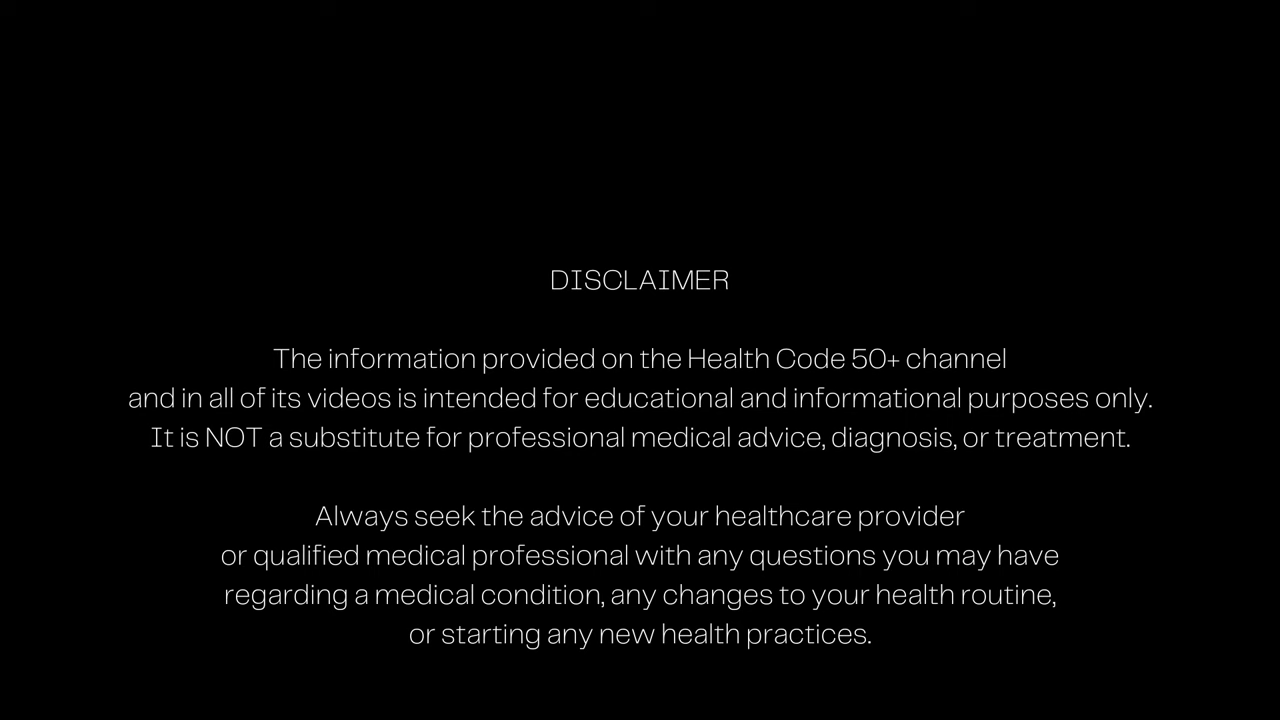 DISCLAIMER
The information provided on the Health Code 50+ channel
and in all of its videos is intended for educational and informational purposes only.
It is NOT a substitute for professional medical advice, diagnosis, or treatment.
Always seek the advice of your healthcare provider
or qualified medical professional with any questions you may have
regarding a medical condition, any changes to your health routine,
or starting any new health practices.